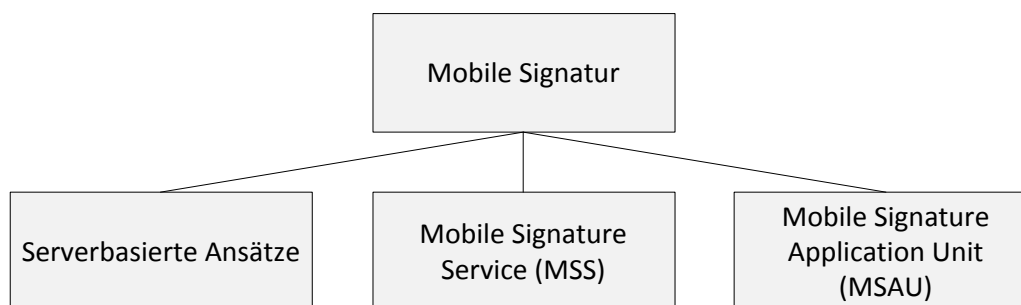 Mobile Signatur
Serverbasierte Ansätze
Mobile Signature
Service (MSS)
Mobile Signature
Application Unit
(MSAU)